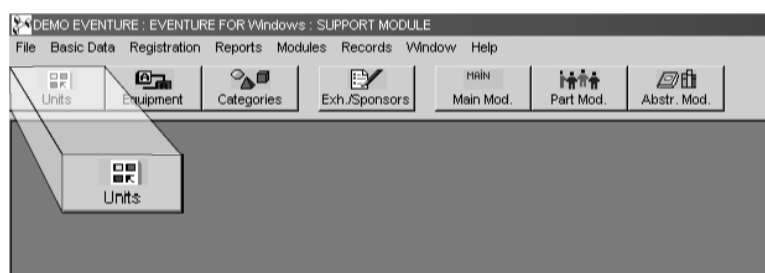 DEMO EVENTURE : EVENTURE FOR Windows : SUPPORT MODULE
File Basic Data Registration Reports Modules Records Window Help
MAIN
Units Equipment Categories Exh./Sponsors Main Mod. Part Mod. Abstr. Mod.
Units